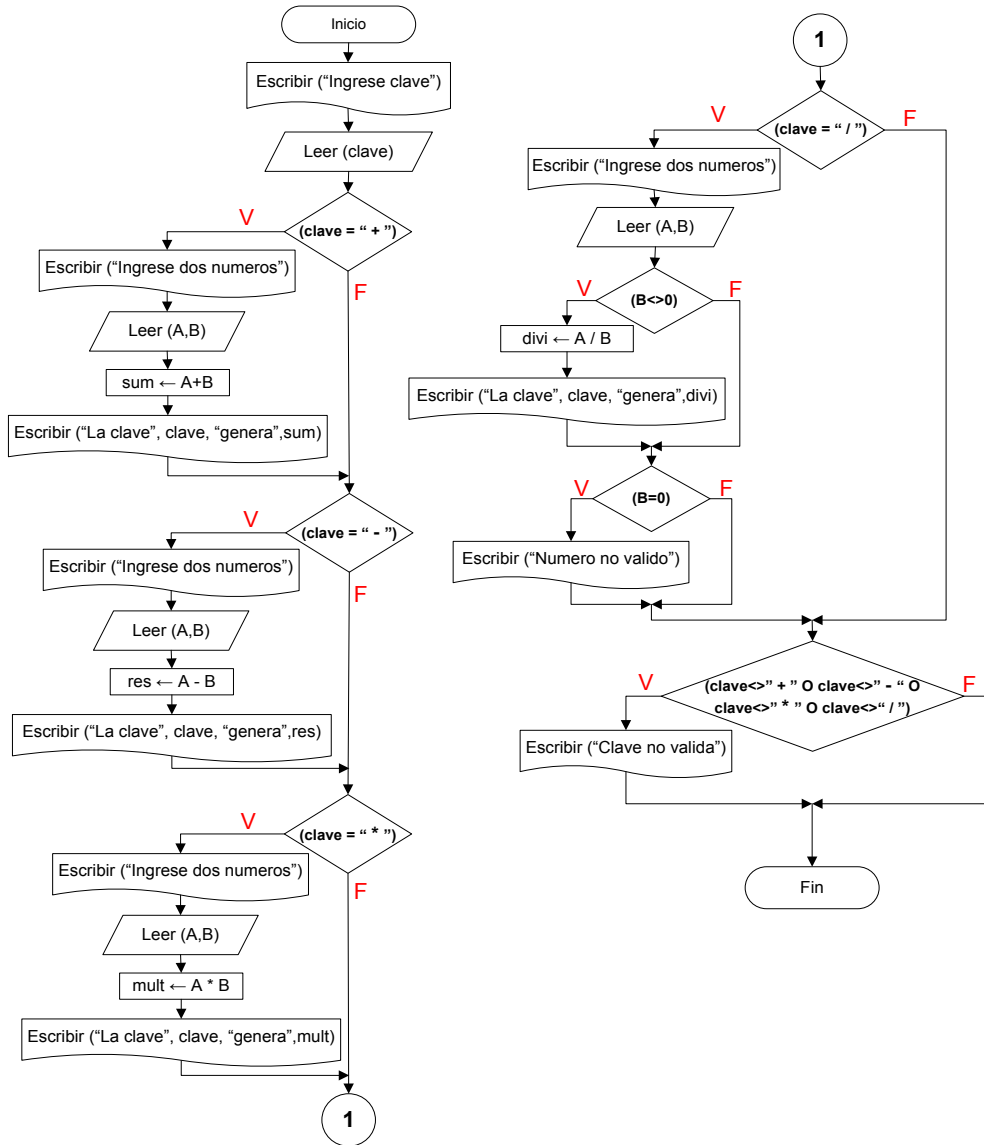 Inicio
Escribir (“Ingrese clave”)
Leer (clave)
(clave = “ + ”)
V
F
Escribir (“Ingrese dos numeros”)
Leer (A,B)
sum ← A+B
Escribir (“La clave”, clave, “genera”,sum)
(clave = “ - ”)
V
F
Escribir (“Ingrese dos numeros”)
Leer (A,B)
res ← A - B
Escribir (“La clave”, clave, “genera”,res)
(clave = “ * ”)
V
F
Escribir (“Ingrese dos numeros”)
Leer (A,B)
mult ← A * B
Escribir (“La clave”, clave, “genera”,mult)
1
1
(clave = “ / ”)
V
F
Escribir (“Ingrese dos numeros”)
Leer (A,B)
(B<>0)
V
F
divi ← A / B
Escribir (“La clave”, clave, “genera”,divi)
(B=0)
V
F
Escribir (“Numero no valido”)
(clave<>” + ” O clave<>” - “ O
clave<>” * ” O clave<>“ / ”)
V
F
Escribir (“Clave no valida”)
Fin